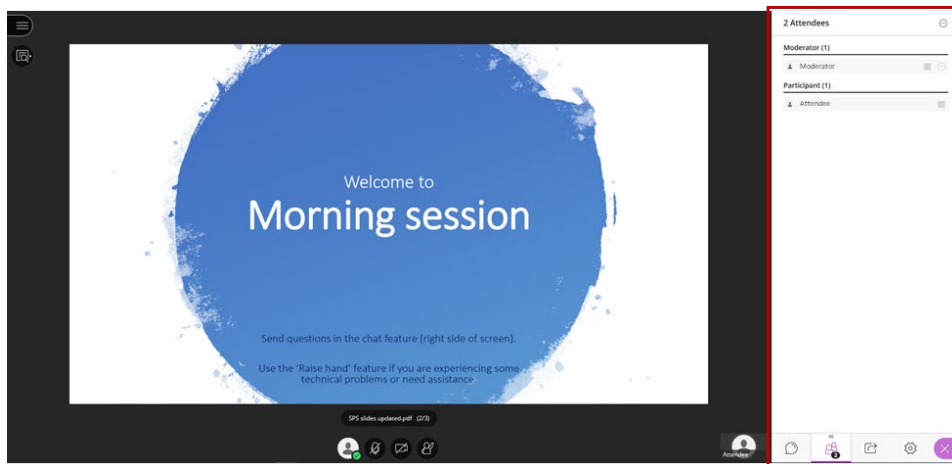 Welcome to
Morning session
Send questions in the chat feature (right side of screen).
Use the 'Raise hand' feature if you are experiencing some
technical problems or need assistance.
SPS slides updated.pdf (2/3)
Attendee
2 Attendees
Moderator (1)
Moderator
Participant (1)
Attendee
2